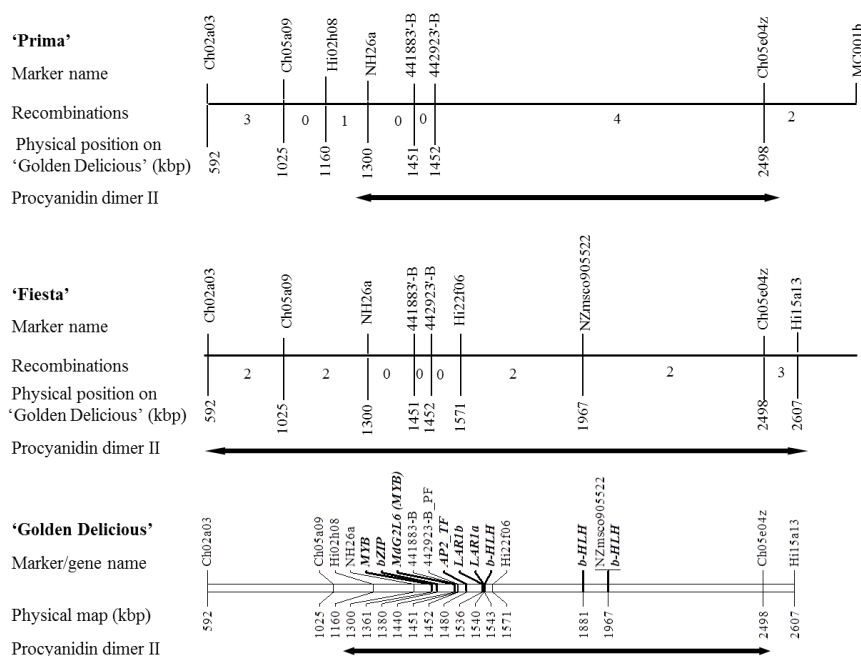 'Prima'
Ch02a03 Ch05a09 Hi02h08 NH26a 441883'-B 442923'-B Ch05e04z MC001b
Marker name
Recombinations 3 0 1 0 0 4 2
Physical position on
'Golden Delicious' (kbp) 592 1025 1160 1300 1451 1452 2498
Procyanidin dimer II
'Fiesta'
Ch02a03 Ch05a09 NH26a 441883'-B 442923'-B Hi22f06 NZmsco905522 Ch05e04z Hi15a13
Marker name
Recombinations 2 2 0 0 0 2 2 3
Physical position on
'Golden Delicious' (kbp) 592 1025 1300 1451 1452 1571 1967 2498 2607
Procyanidin dimer II
'Golden Delicious'
Ch02a03 Ch05a09 Hi02h08 NH26a MYB bZIP MdG2L6 (MYB) 441883-B 442923-B_PF AP2_TF LAR1b LAR1a b-HLH Hi22f06 b-HLH NZmsco905522 b-HLH Ch05e04z Hi15a13
Marker/gene name
Physical map (kbp) 592 1025 1160 1300 1361 1380 1440 1451 1452 1480 1536 1540 1543 1571 1881 1967 2498 2607
Procyanidin dimer II